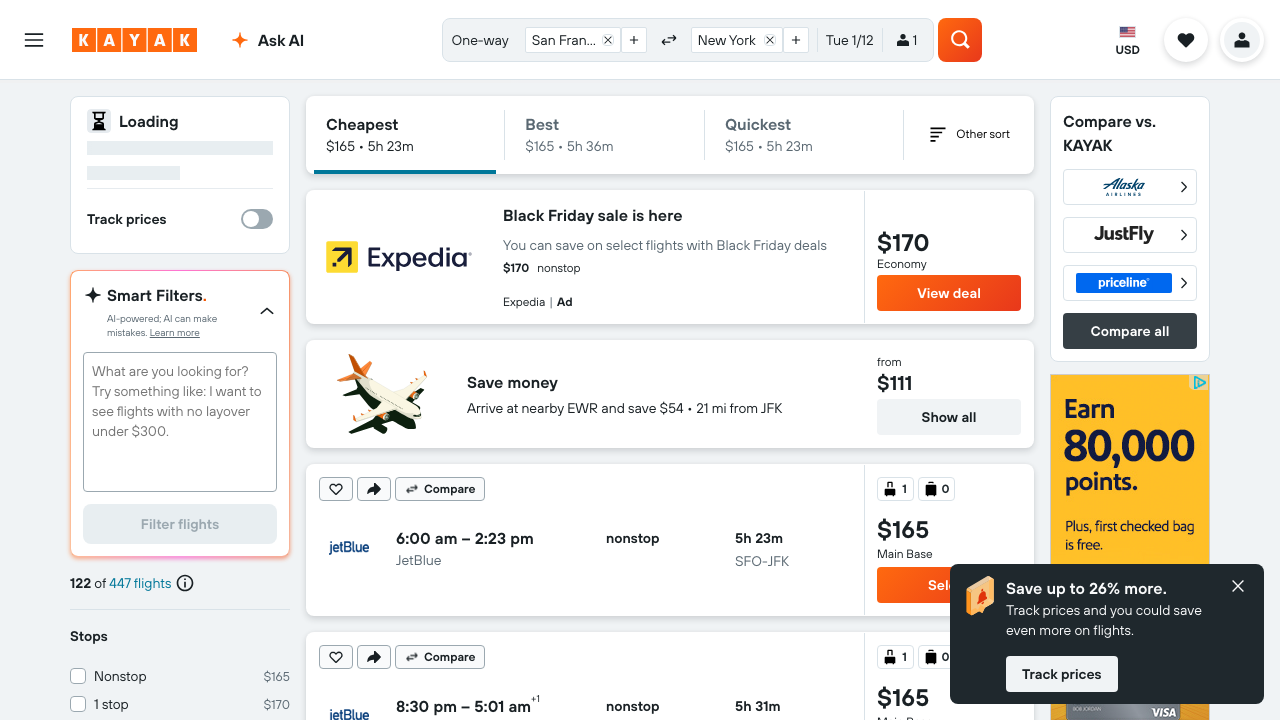 KAYAK
Ask AI
One-way
San Fran...
New York
Tue 1/12
1
USD
Loading
Track prices
Smart Filters.
AI-powered; AI can make
mistakes. Learn more
What are you looking for?
Try something like: I want to
see flights with no layover
under $300.
Filter flights
122 of 447 flights
Stops
Nonstop $165
1 stop $170
Cheapest
$165 • 5h 23m
Best
$165 • 5h 36m
Quickest
$165 • 5h 23m
Other sort
Expedia
Black Friday sale is here
You can save on select flights with Black Friday deals
$170 nonstop
Expedia | Ad
$170
Economy
View deal
Save money
Arrive at nearby EWR and save $54 • 21 mi from JFK
from
$111
Show all
Compare
jetBlue
6:00 am – 2:23 pm
JetBlue
nonstop
5h 23m
SFO-JFK
1 0
$165
Main Base
Compare
jetBlue
8:30 pm – 5:01 am+1
nonstop
5h 31m
1 0
$165
Compare vs.
KAYAK
Alaska
AIRLINES
JustFly
priceline
Compare all
Earn
80,000
points.
Plus, first checked bag
is free.
Save up to 26% more.
Track prices and you could save
even more on flights.
Track prices
VISA